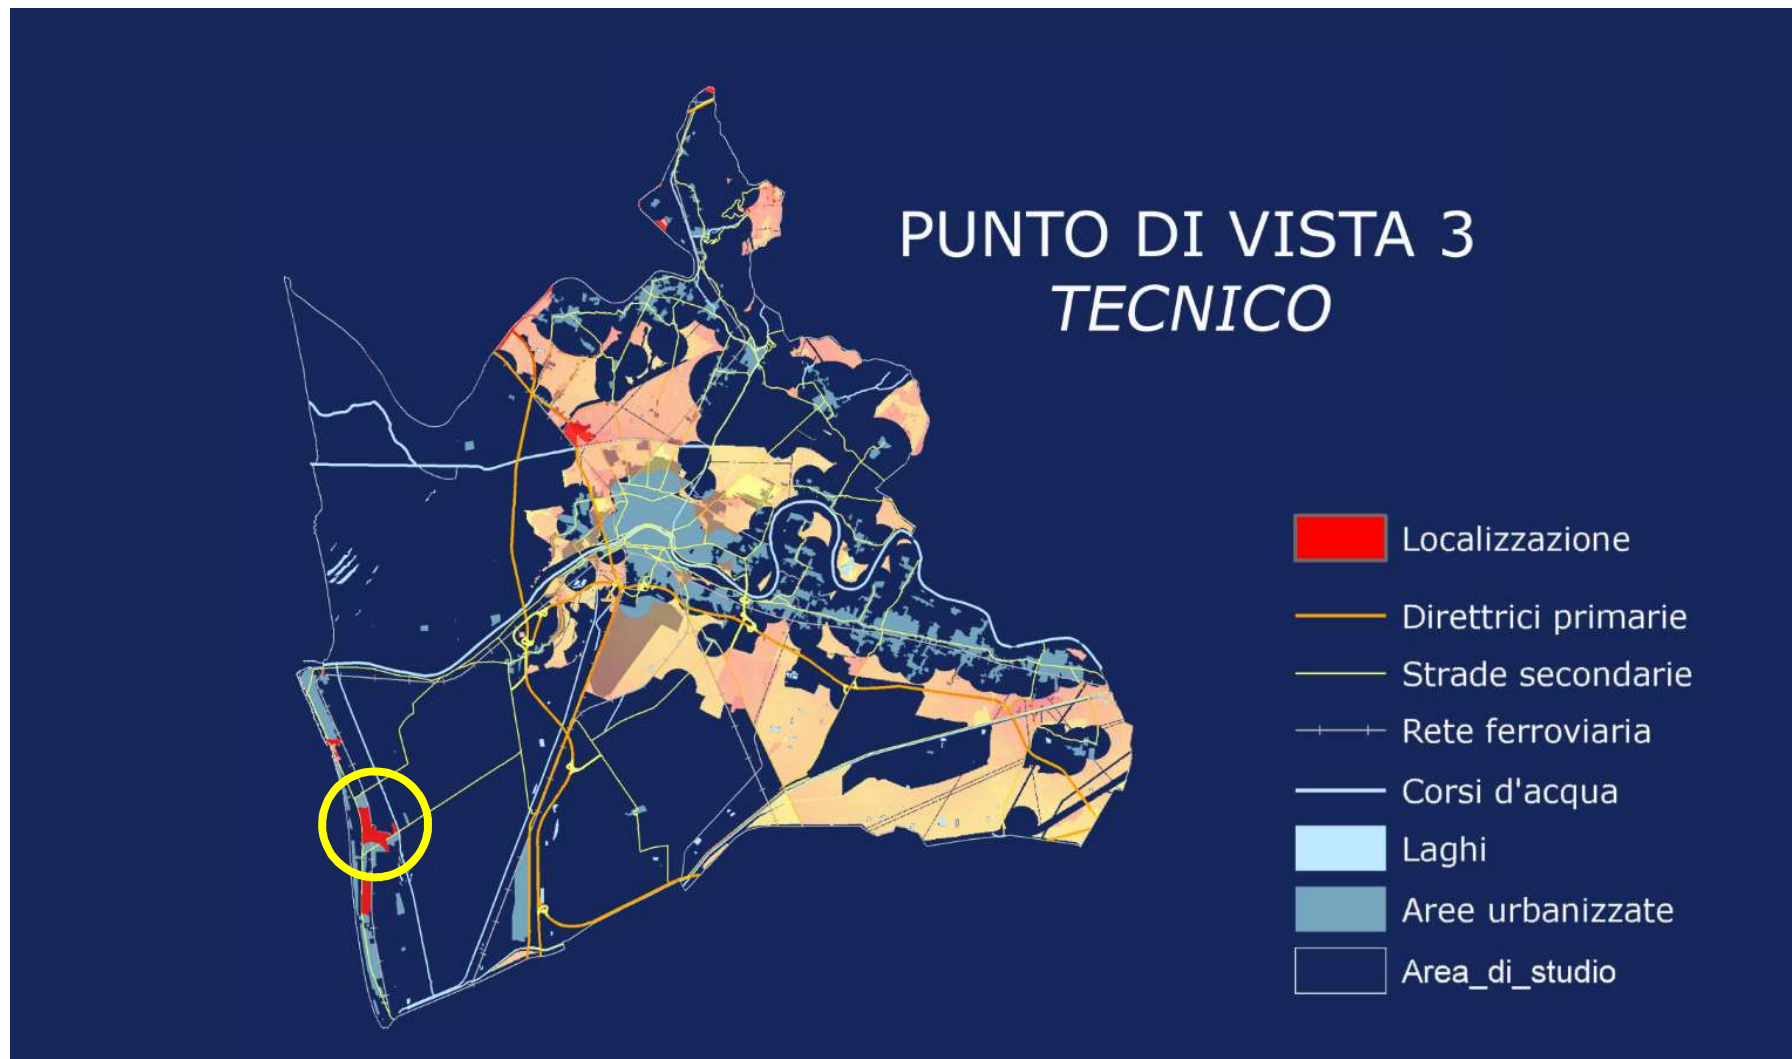 PUNTO DI VISTA 3
TECNICO
Localizzazione
Direttrici primarie
Strade secondarie
Rete ferroviaria
Corsi d'acqua
Laghi
Aree urbanizzate
Area_di_studio